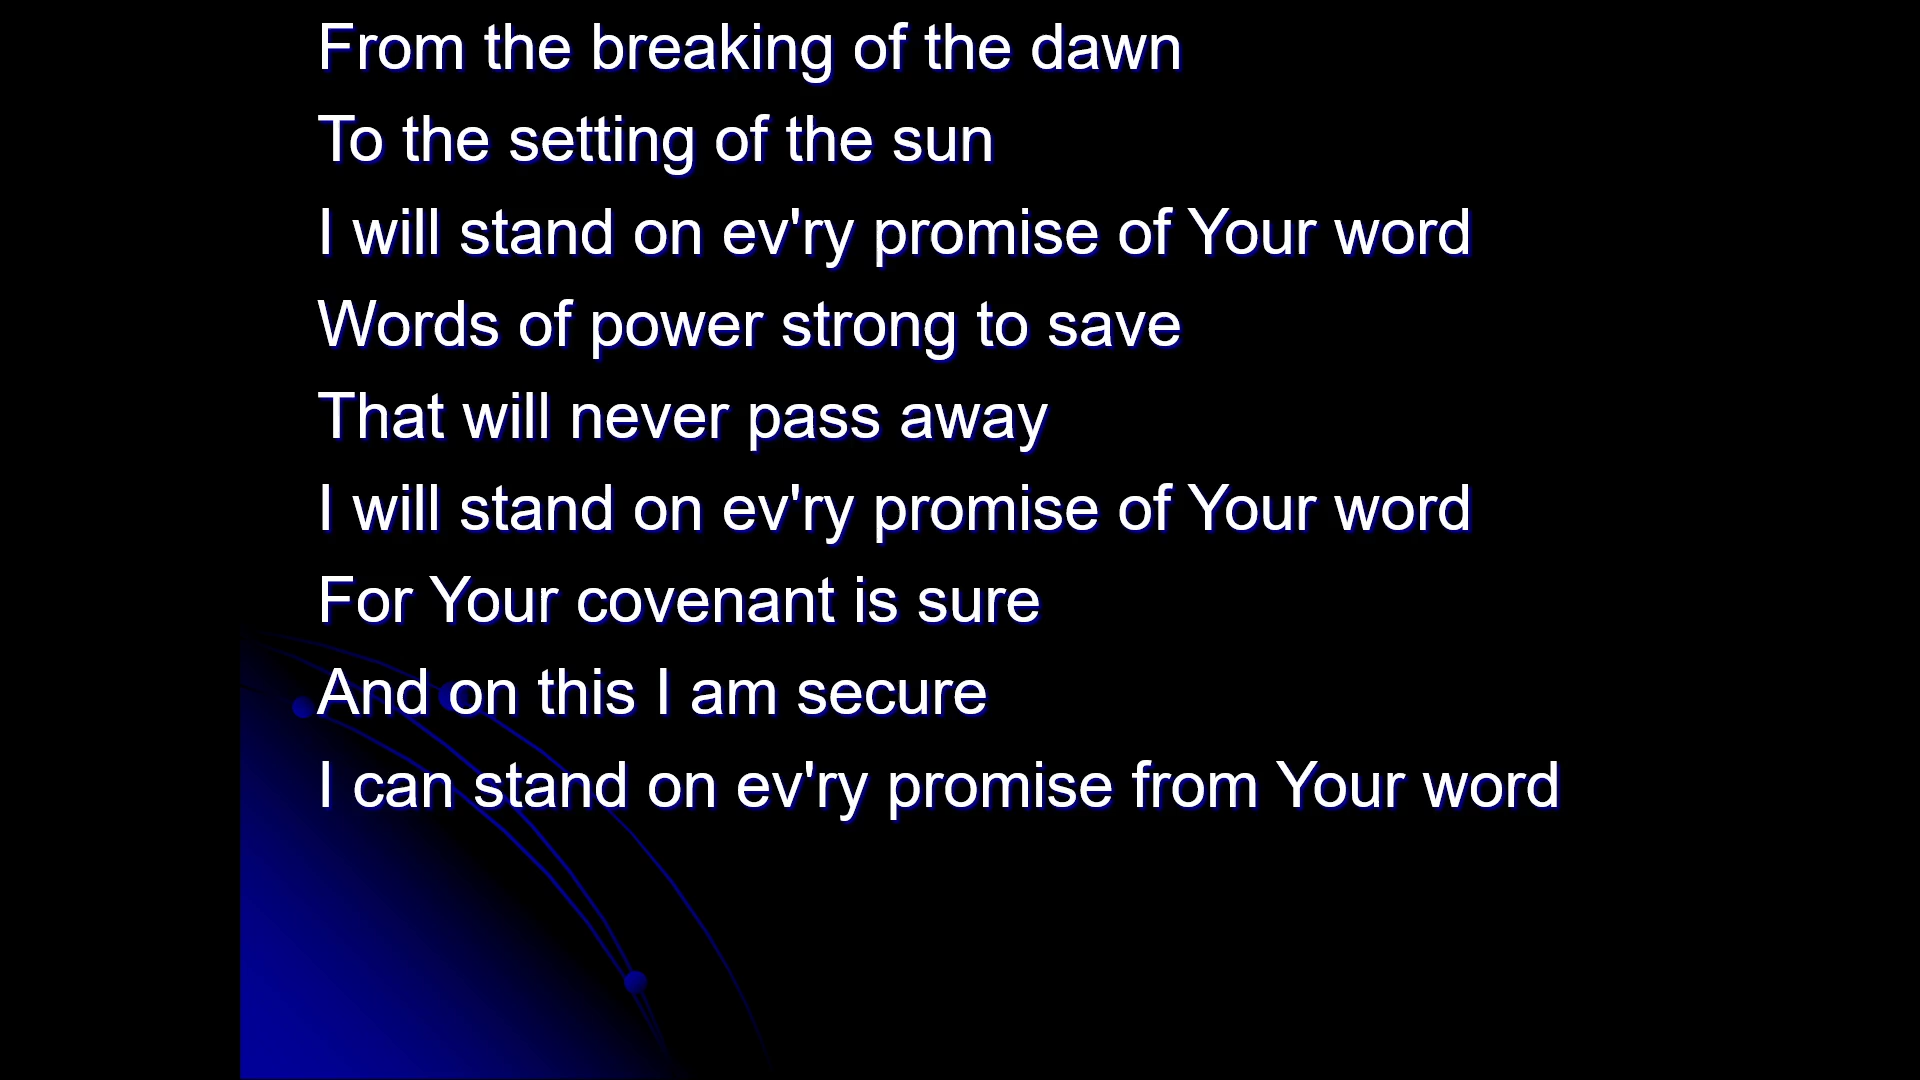 From the breaking of the dawn
To the setting of the sun
I will stand on ev'ry promise of Your word
Words of power strong to save
That will never pass away
I will stand on ev'ry promise of Your word
For Your covenant is sure
And on this I am secure
I can stand on ev'ry promise from Your word